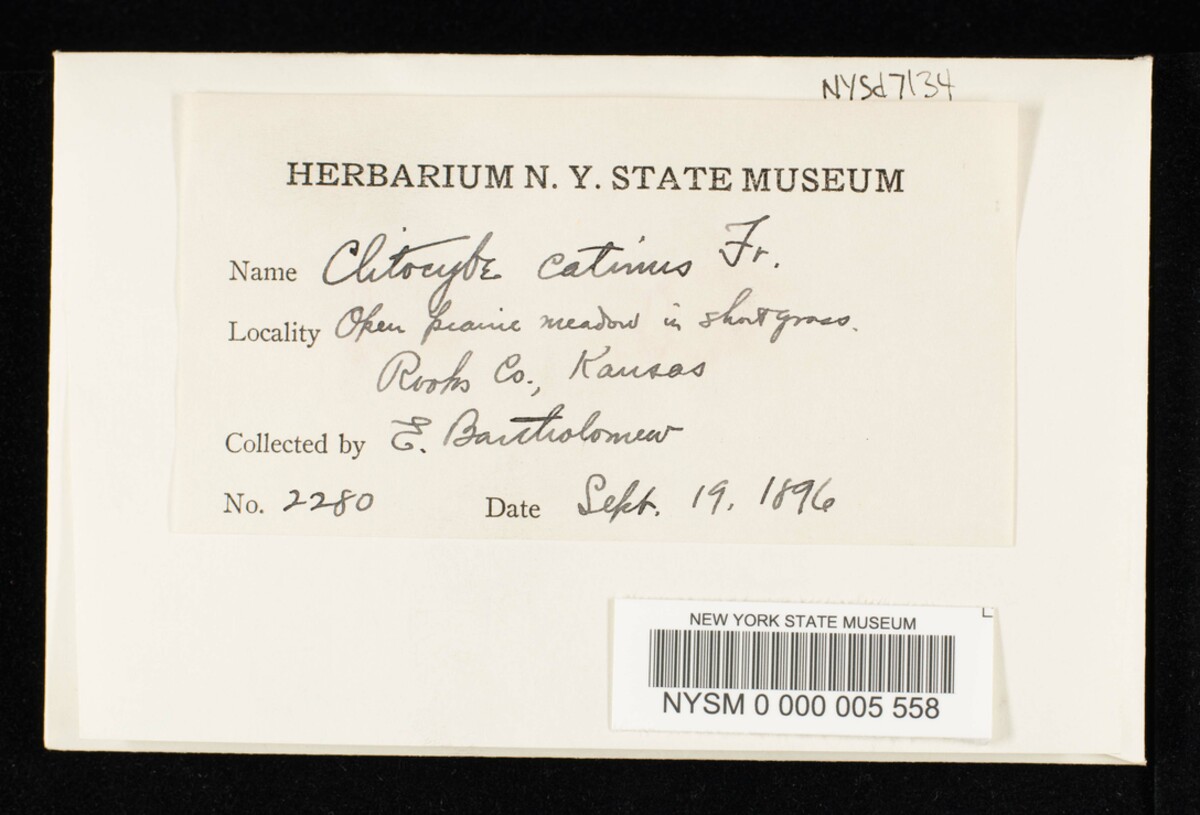 NYSd7134
HERBARIUM N. Y. STATE MUSEUM
Name Clitocybe catinus Fr.
Locality Open prairie meadow in short grass.
Rooks Co., Kansas
Collected by E. Bartholomew
No. 2280 Date Sept. 19, 1896
NEW YORK STATE MUSEUM
NYSM 0 000 005 558